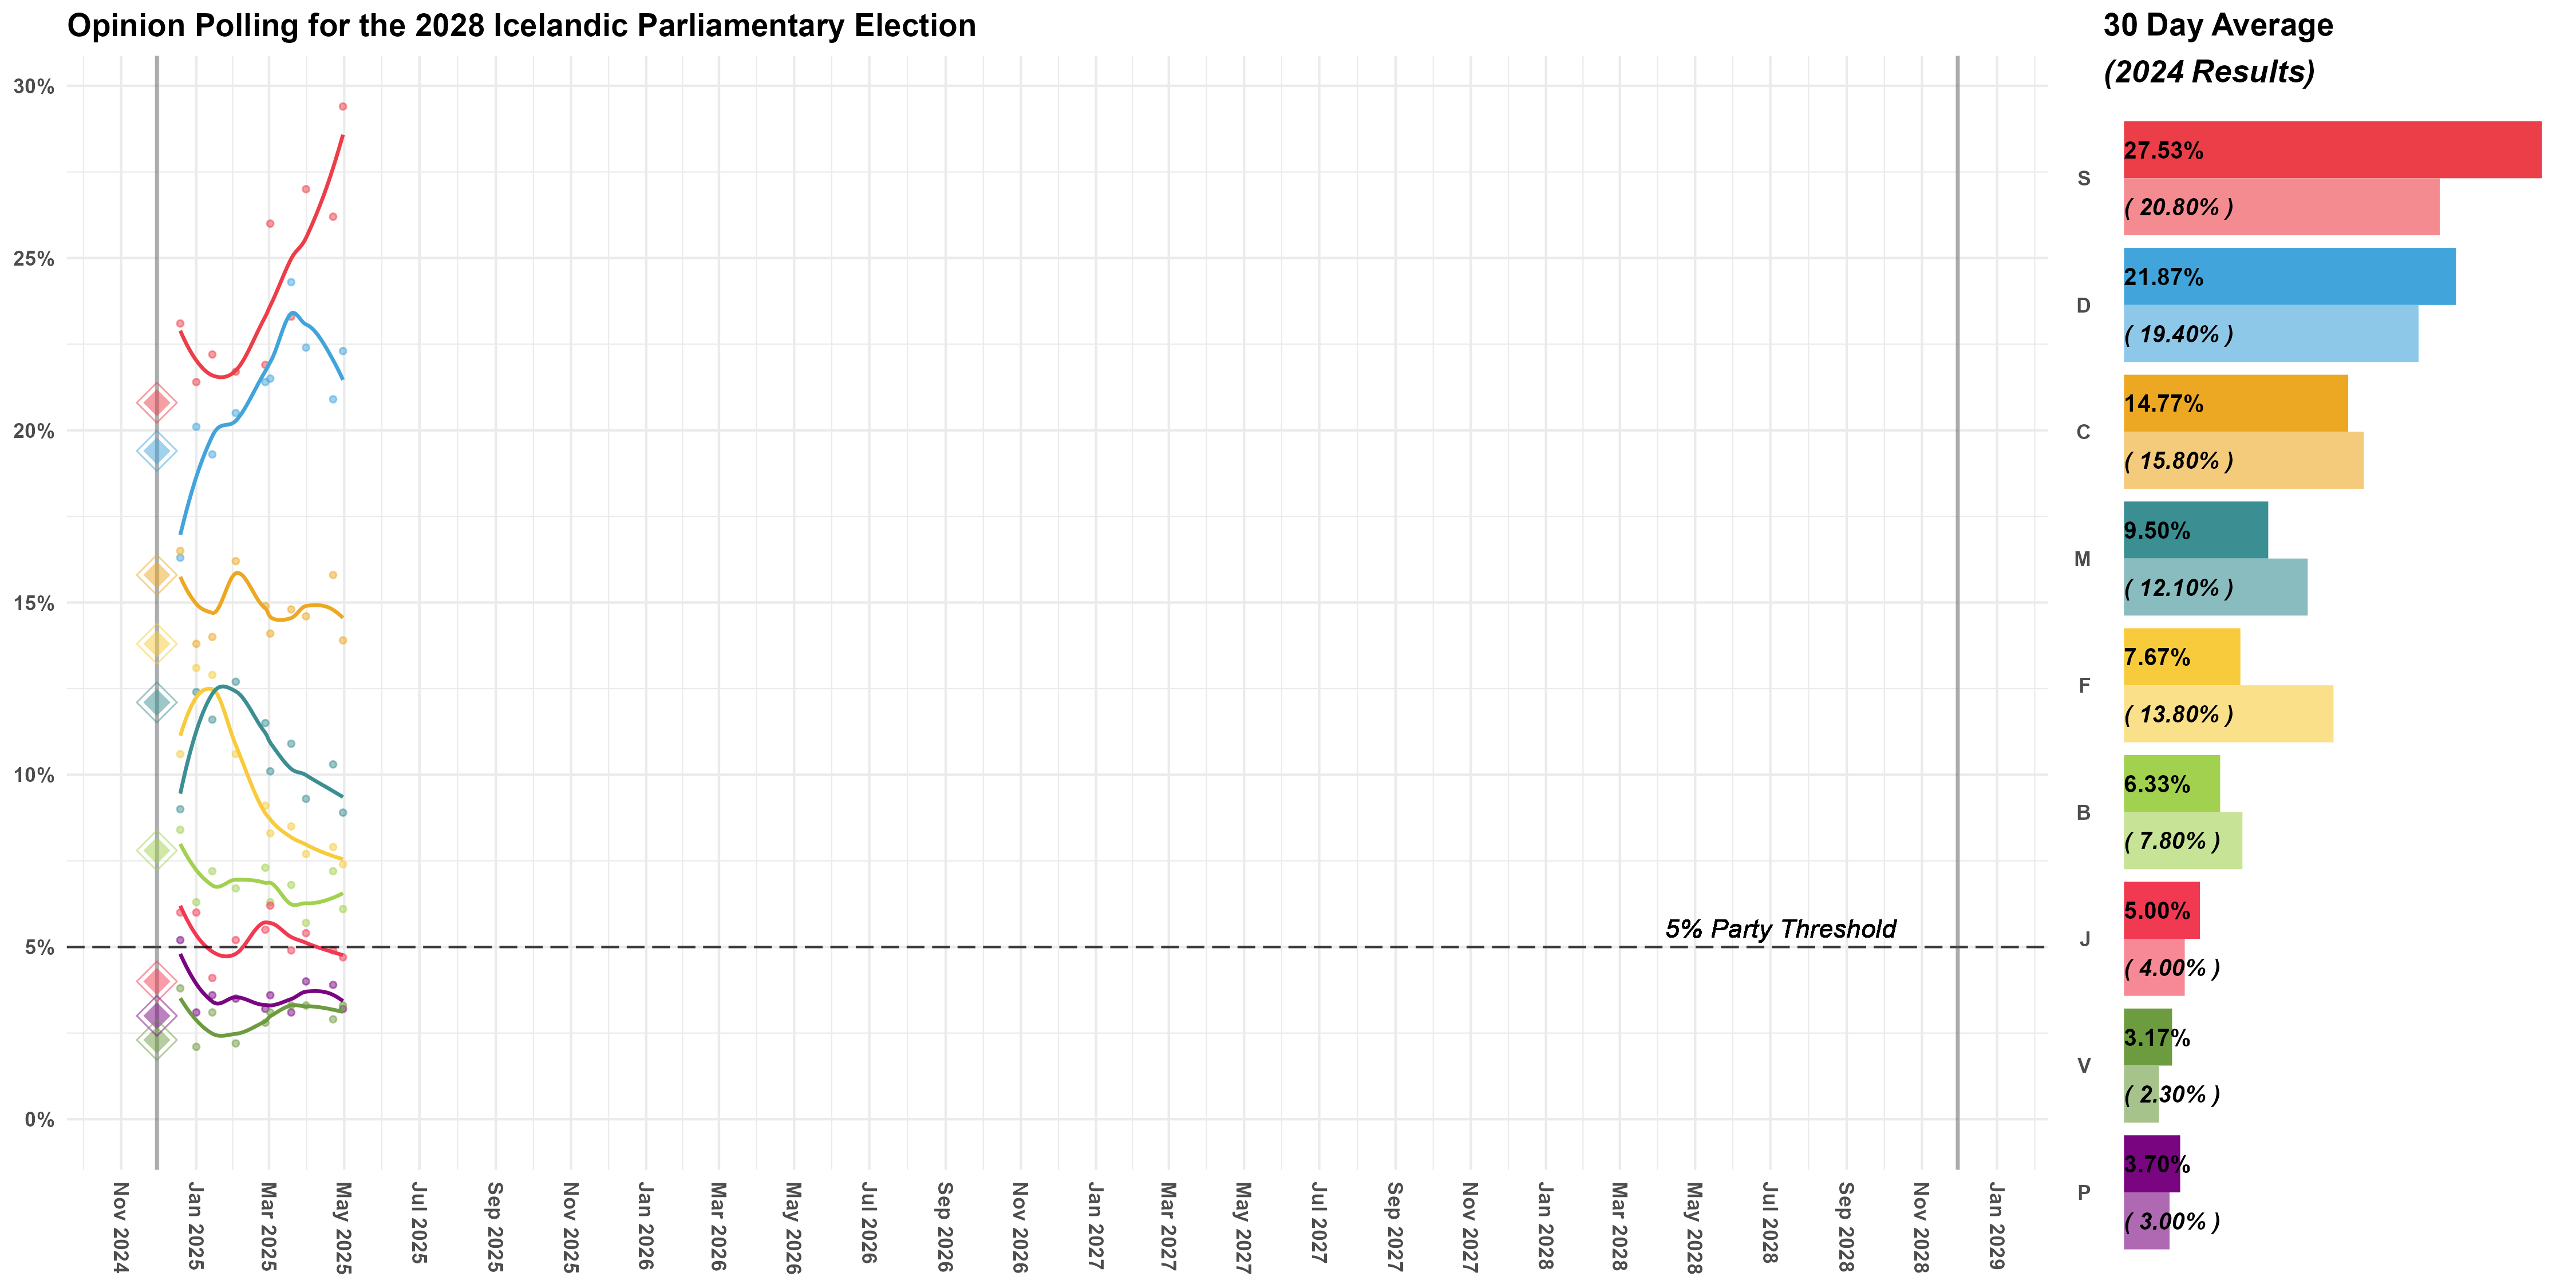 Opinion Polling for the 2028 Icelandic Parliamentary Election
30%
25%
20%
15%
10%
5%
0%
5% Party Threshold
Nov 2024
Jan 2025
Mar 2025
May 2025
Jul 2025
Sep 2025
Nov 2025
Jan 2026
Mar 2026
May 2026
Jul 2026
Sep 2026
Nov 2026
Jan 2027
Mar 2027
May 2027
Jul 2027
Sep 2027
Nov 2027
Jan 2028
Mar 2028
May 2028
Jul 2028
Sep 2028
Nov 2028
Jan 2029
30 Day Average
(2024 Results)
S
27.53%
( 20.80% )
D
21.87%
( 19.40% )
C
14.77%
( 15.80% )
M
9.50%
( 12.10% )
F
7.67%
( 13.80% )
B
6.33%
( 7.80% )
J
5.00%
( 4.00% )
V
3.17%
( 2.30% )
P
3.70%
( 3.00% )